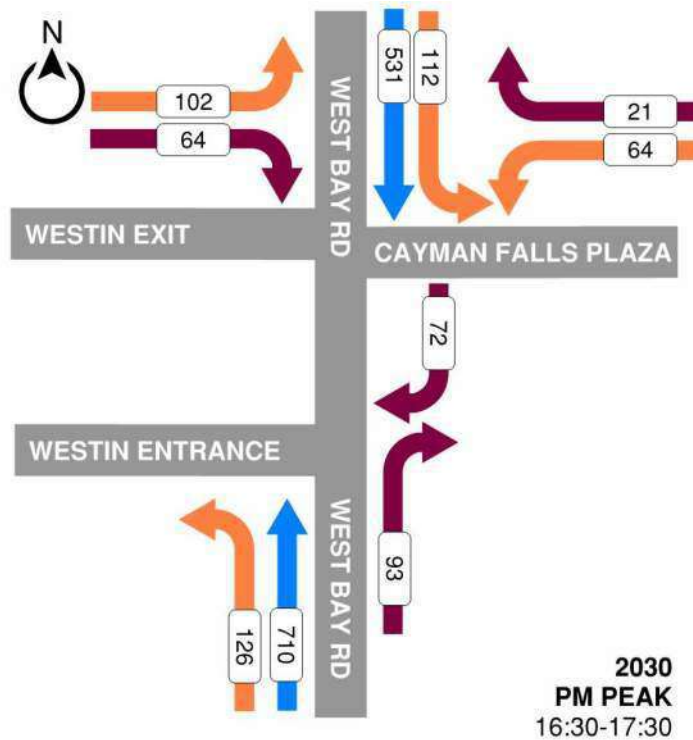 N
102
64
WEST BAY RD
531
112
21
64
WESTIN EXIT
CAYMAN FALLS PLAZA
72
WESTIN ENTRANCE
126
710
WEST BAY RD
93
2030
PM PEAK
16:30-17:30